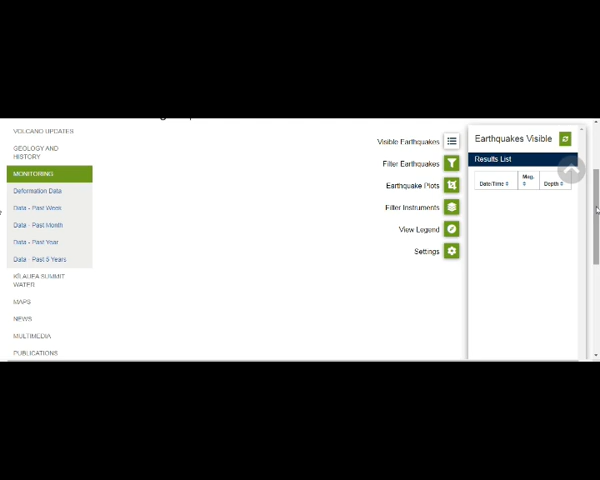 VOLCANO UPDATES
GEOLOGY AND
HISTORY
MONITORING
Deformation Data
Data - Past Week
Data - Past Month
Data - Past Year
Data - Past 5 Years
KĪLAUEA SUMMIT
WATER
MAPS
NEWS
MULTIMEDIA
PUBLICATIONS
Visible Earthquakes
Filter Earthquakes
Earthquake Plots
Filter Instruments
View Legend
Settings
Earthquakes Visible
Results List
Date/Time
Mag.
Depth